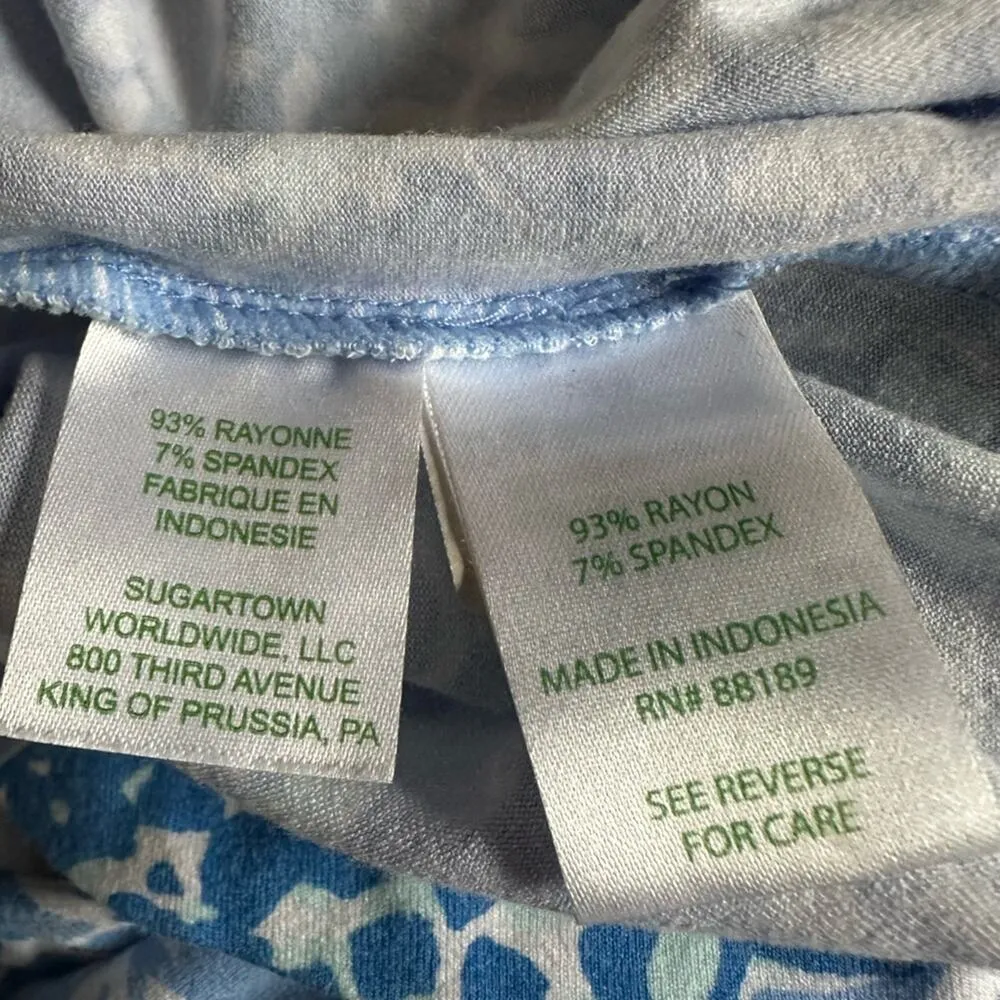 93% RAYONNE
7% SPANDEX
FABRIQUE EN
INDONESIE
SUGARTOWN
WORLDWIDE, LLC
800 THIRD AVENUE
KING OF PRUSSIA, PA
93% RAYON
7% SPANDEX
MADE IN INDONESIA
RN# 88189
SEE REVERSE
FOR CARE